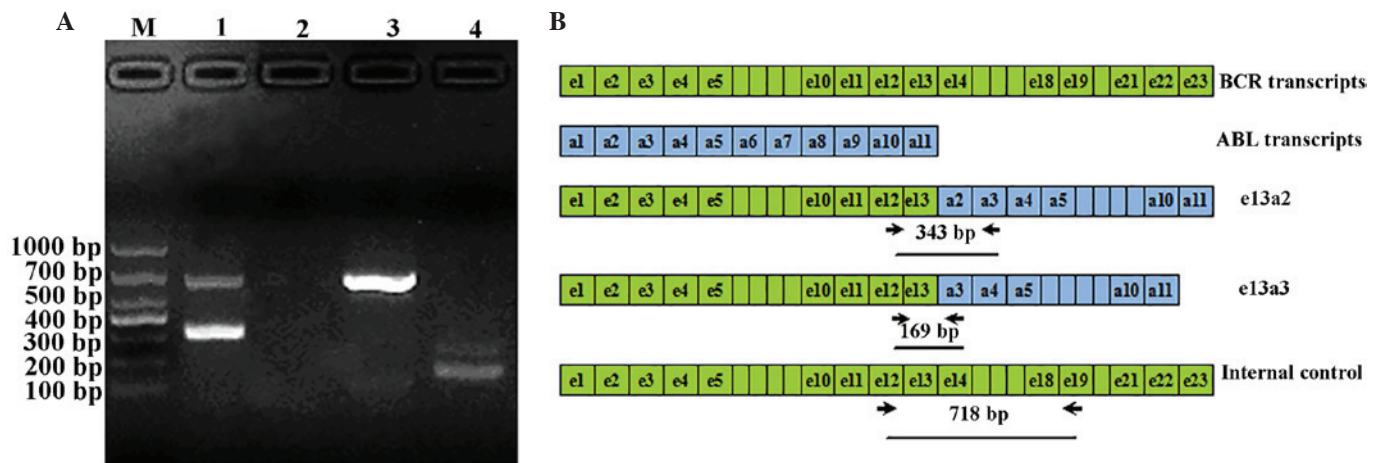 A
M 1 2 3 4
1000 bp
700 bp
500 bp
400 bp
300 bp
200 bp
100 bp
B
e1 e2 e3 e4 e5 e10 e11 e12 e13 e14 e18 e19 e21 e22 e23 BCR transcripts
a1 a2 a3 a4 a5 a6 a7 a8 a9 a10 a11 ABL transcripts
e1 e2 e3 e4 e5 e10 e11 e12 e13 a2 a3 a4 a5 a10 a11 e13a2
343 bp
e1 e2 e3 e4 e5 e10 e11 e12 e13 a3 a4 a5 a10 a11 e13a3
169 bp
e1 e2 e3 e4 e5 e10 e11 e12 e13 e14 e18 e19 e21 e22 e23 Internal control
718 bp